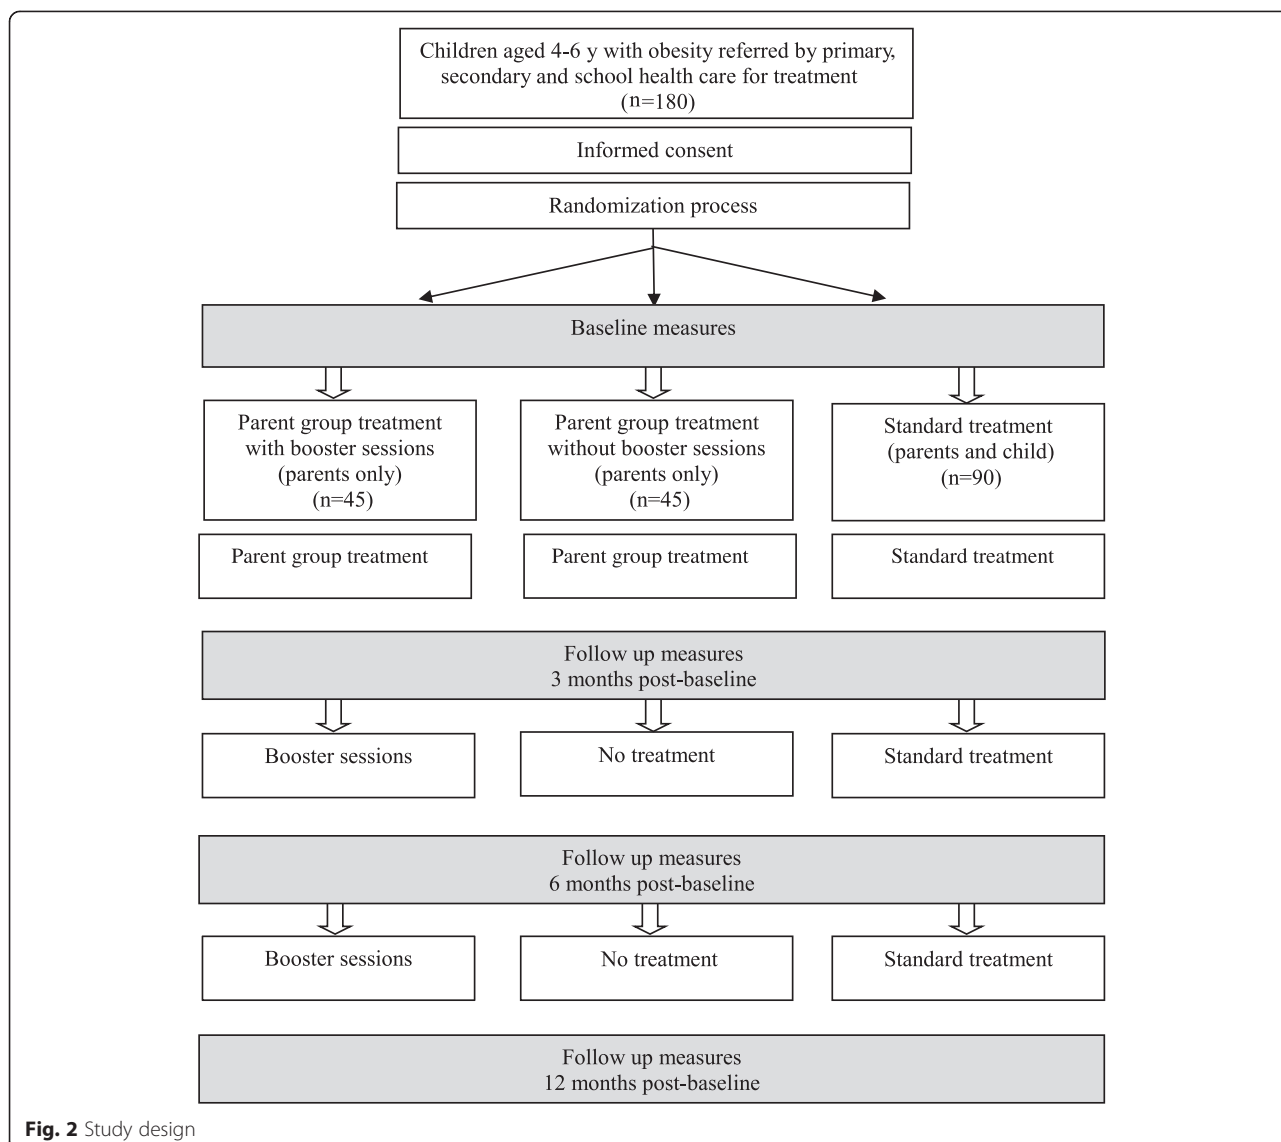 Children aged 4-6 y with obesity referred by primary,
secondary and school health care for treatment
(n=180)
Informed consent
Randomization process
Baseline measures
Parent group treatment
with booster sessions
(parents only)
(n=45)
Parent group treatment
without booster sessions
(parents only)
(n=45)
Standard treatment
(parents and child)
(n=90)
Parent group treatment
Parent group treatment
Standard treatment
Follow up measures
3 months post-baseline
Booster sessions
No treatment
Standard treatment
Follow up measures
6 months post-baseline
Booster sessions
No treatment
Standard treatment
Follow up measures
12 months post-baseline
Fig. 2 Study design